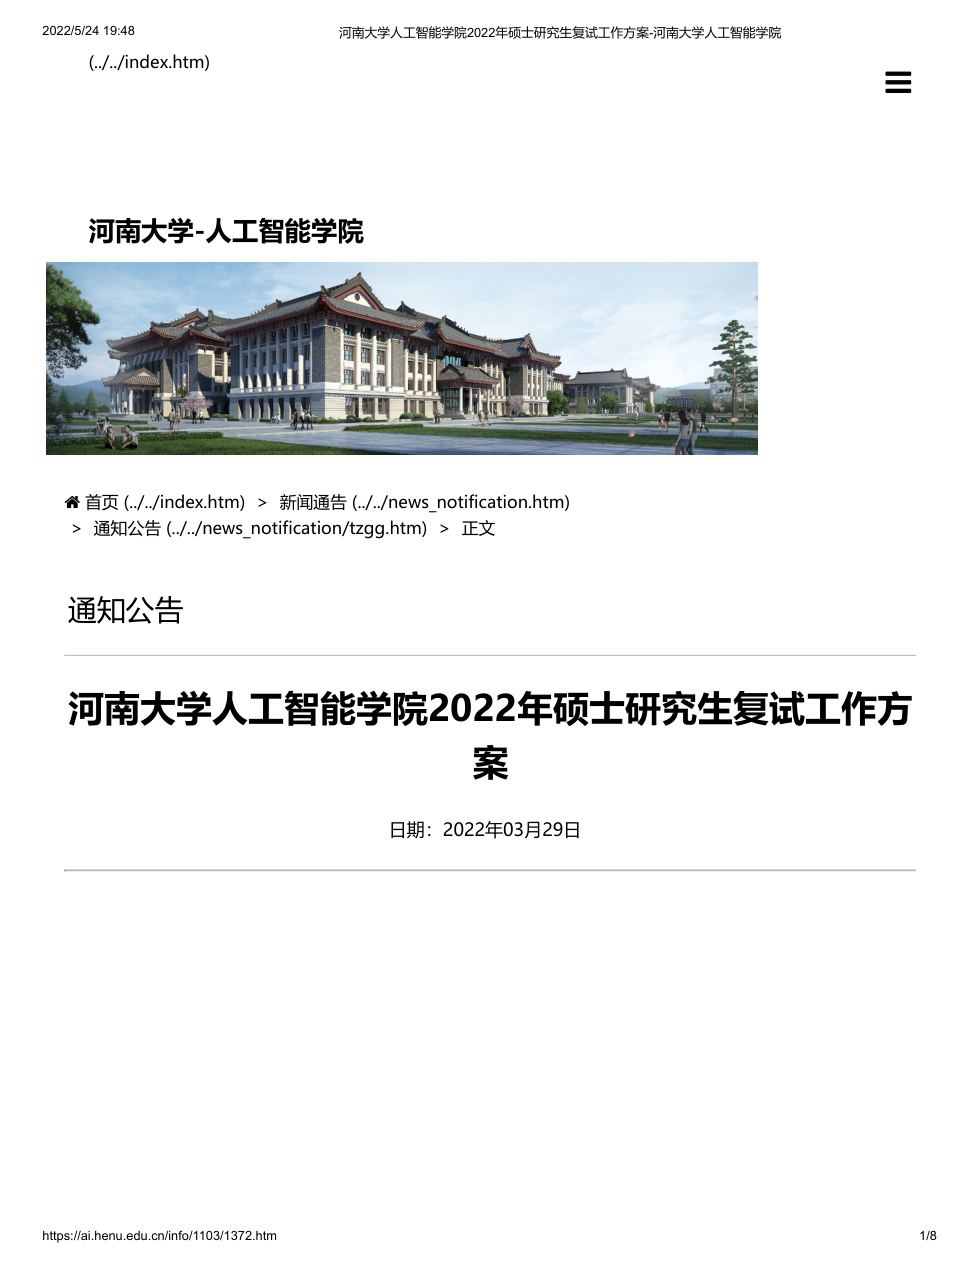 2022/5/24 19:48
河南大学人工智能学院2022年硕士研究生复试工作方案-河南大学人工智能学院
(../../index.htm)
河南大学-人工智能学院
首页 (../../index.htm) > 新闻通告 (../../news_notification.htm)
> 通知公告 (../../news_notification/tzgg.htm) > 正文
通知公告
河南大学人工智能学院2022年硕士研究生复试工作方
案
日期：2022年03月29日
https://ai.henu.edu.cn/info/1103/1372.htm
1/8